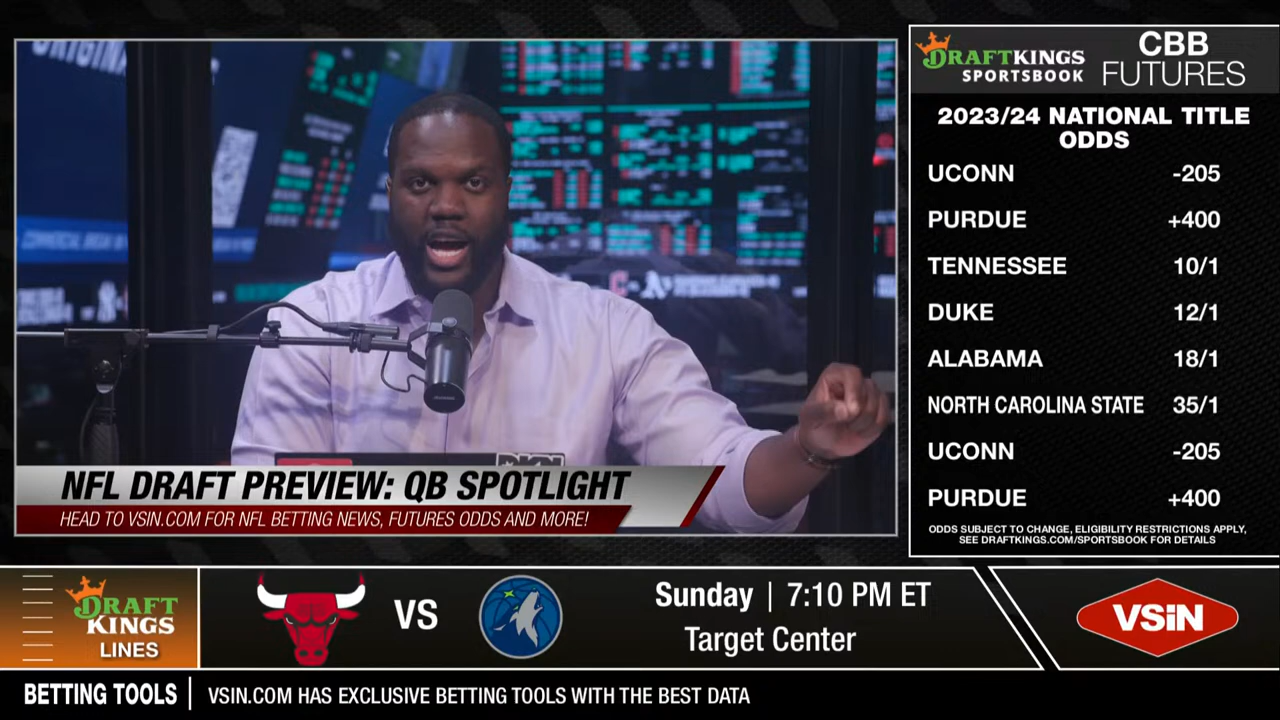 ORIGINAL
DRAFTKINGS
SPORTSBOOK
CBB
FUTURES
2023/24 NATIONAL TITLE
ODDS
UCONN -205
PURDUE +400
TENNESSEE 10/1
DUKE 12/1
ALABAMA 18/1
NORTH CAROLINA STATE 35/1
UCONN -205
PURDUE +400
ODDS SUBJECT TO CHANGE, ELIGIBILITY RESTRICTIONS APPLY,
SEE DRAFTKINGS.COM/SPORTSBOOK FOR DETAILS
NFL DRAFT PREVIEW: QB SPOTLIGHT
HEAD TO VSIN.COM FOR NFL BETTING NEWS, FUTURES ODDS AND MORE!
DRAFT
KINGS
LINES
VS
Sunday | 7:10 PM ET
Target Center
VSiN
BETTING TOOLS | VSIN.COM HAS EXCLUSIVE BETTING TOOLS WITH THE BEST DATA